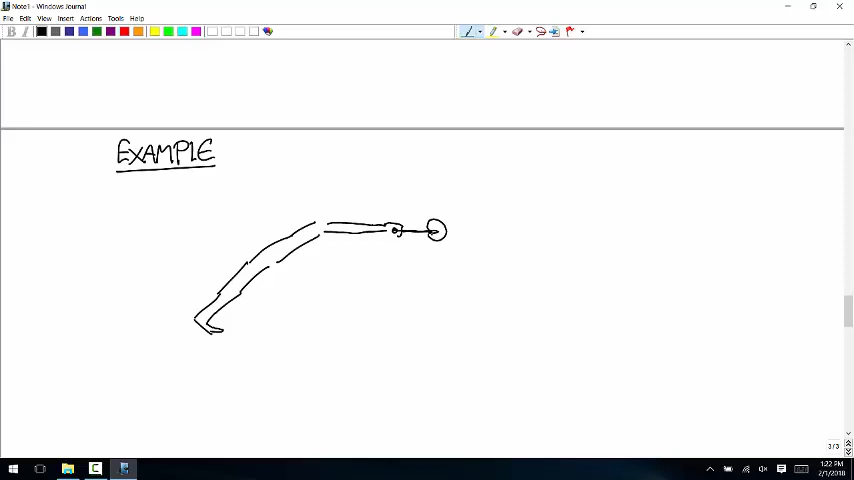 Note1 - Windows Journal
File Edit View Insert Actions Tools Help
B I
EXAMPLE
3/3
1:22 PM
2/1/2018